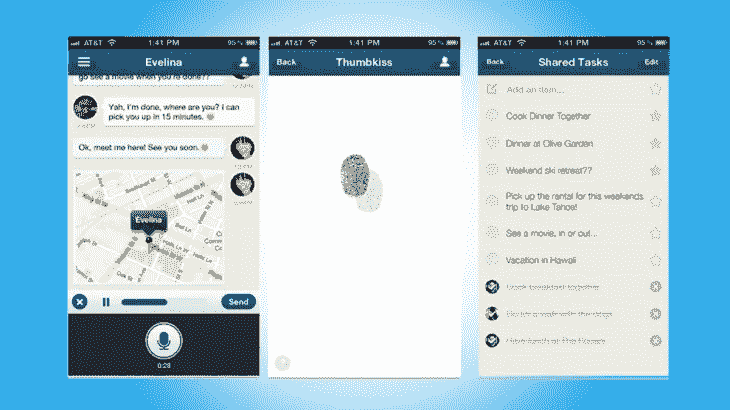 AT&T 1:41 PM 95 %
Evelina
go see a movie when you're done??
Yah, I'm done, where are you? I can
pick you up in 15 minutes.
Ok, meet me here! See you soon.
Evelina
Send
0:28
AT&T 1:41 PM 95 %
Back Thumbkiss
AT&T 1:41 PM 95 %
Back Shared Tasks Edit
Add an item...
Cook Dinner Together
Dinner at Olive Garden
Weekend ski retreat??
Pick up the rental for this weekends
trip to Lake Tahoe!
See a movie, in or out...
Vacation in Hawaii
Cook breakfast together